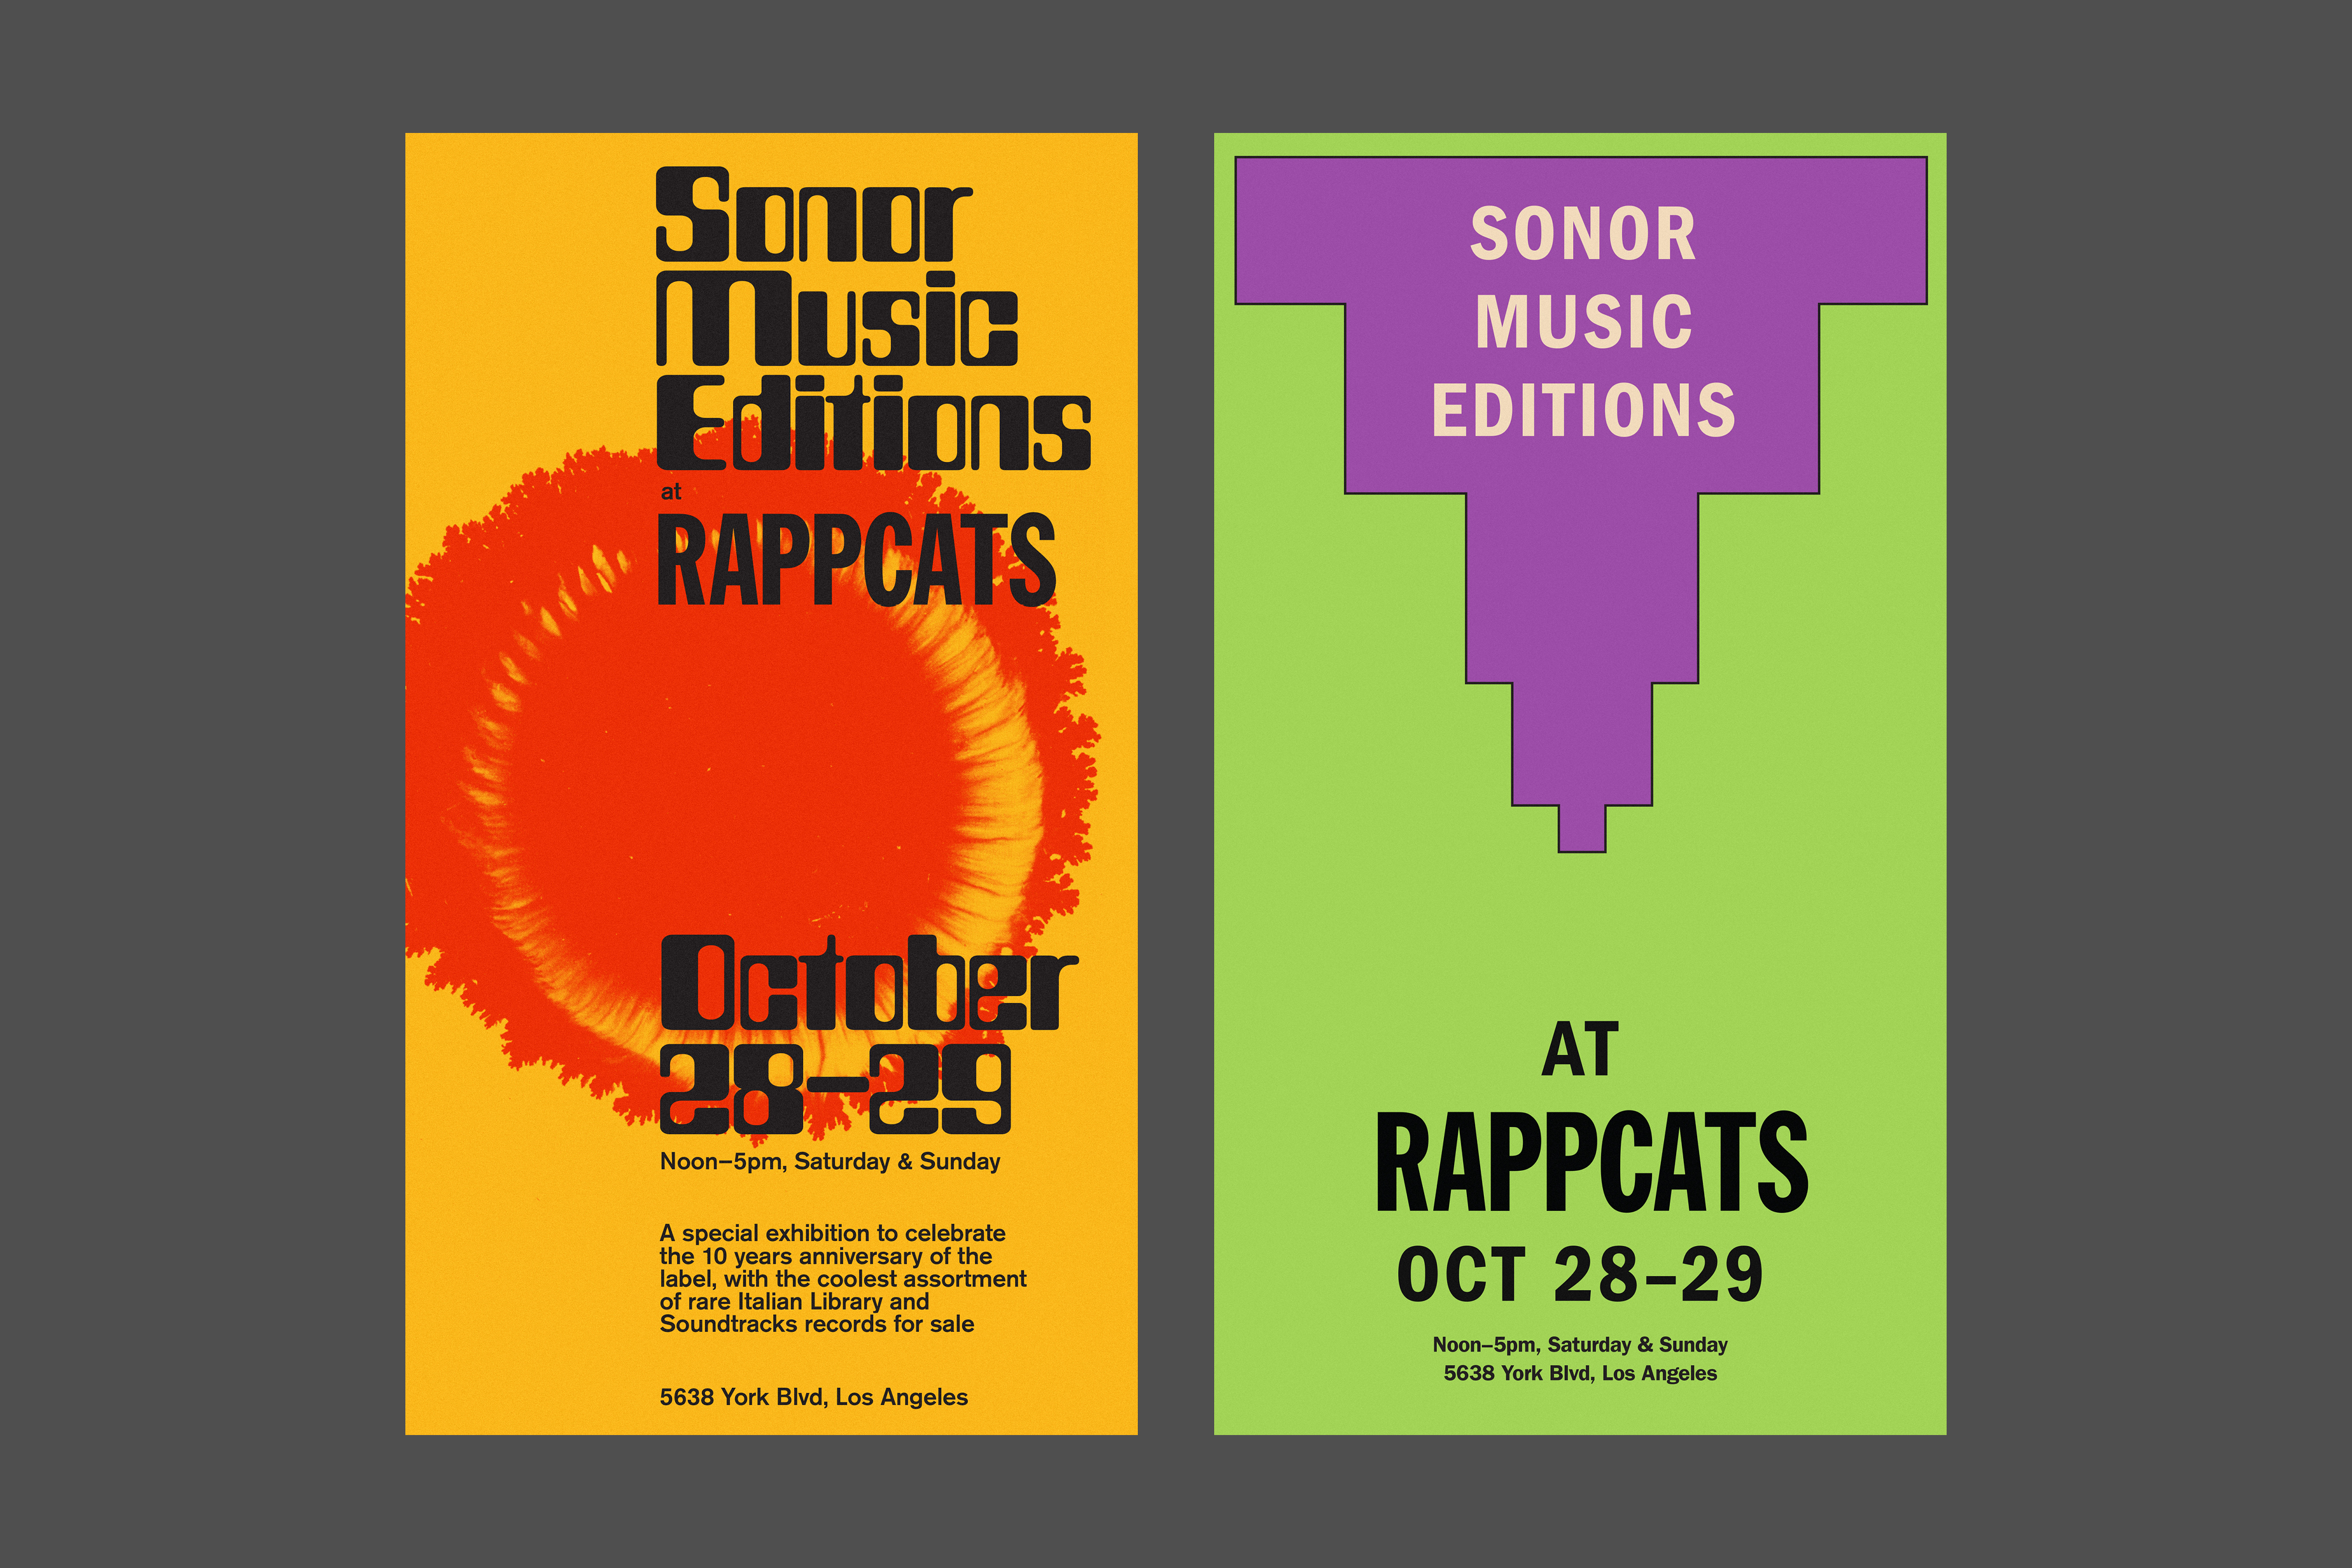 Sonor
Music
Editions
at
RAPPCATS
October
28–29
Noon–5pm, Saturday & Sunday
A special exhibition to celebrate
the 10 years anniversary of the
label, with the coolest assortment
of rare Italian Library and
Soundtracks records for sale
5638 York Blvd, Los Angeles
SONOR
MUSIC
EDITIONS
AT
RAPPCATS
OCT 28–29
Noon–5pm, Saturday & Sunday
5638 York Blvd, Los Angeles